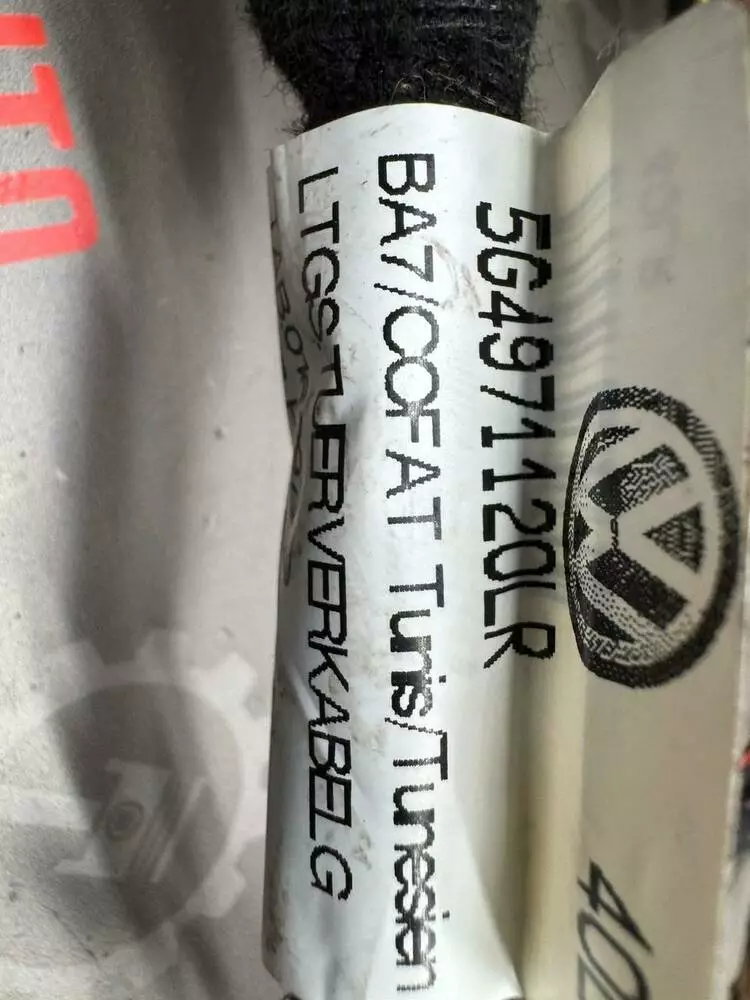 5G4971120LR
BA7/COFAT Tunis/Tunesien
LTGSTUERVERKABELG